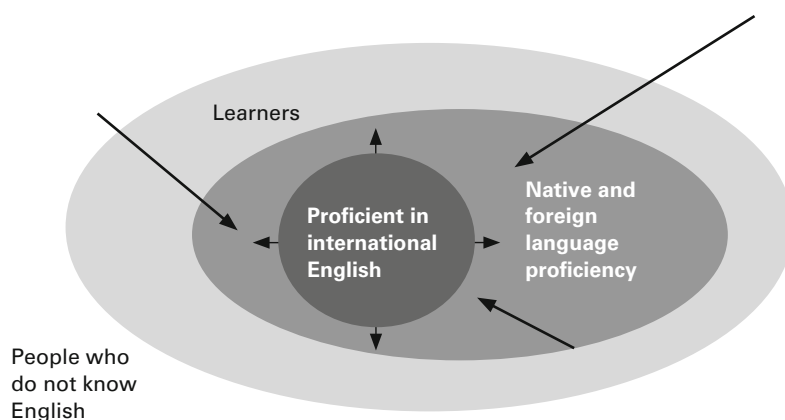 Learners
Proficient in
international
English
Native and
foreign
language
proficiency
People who
do not know
English